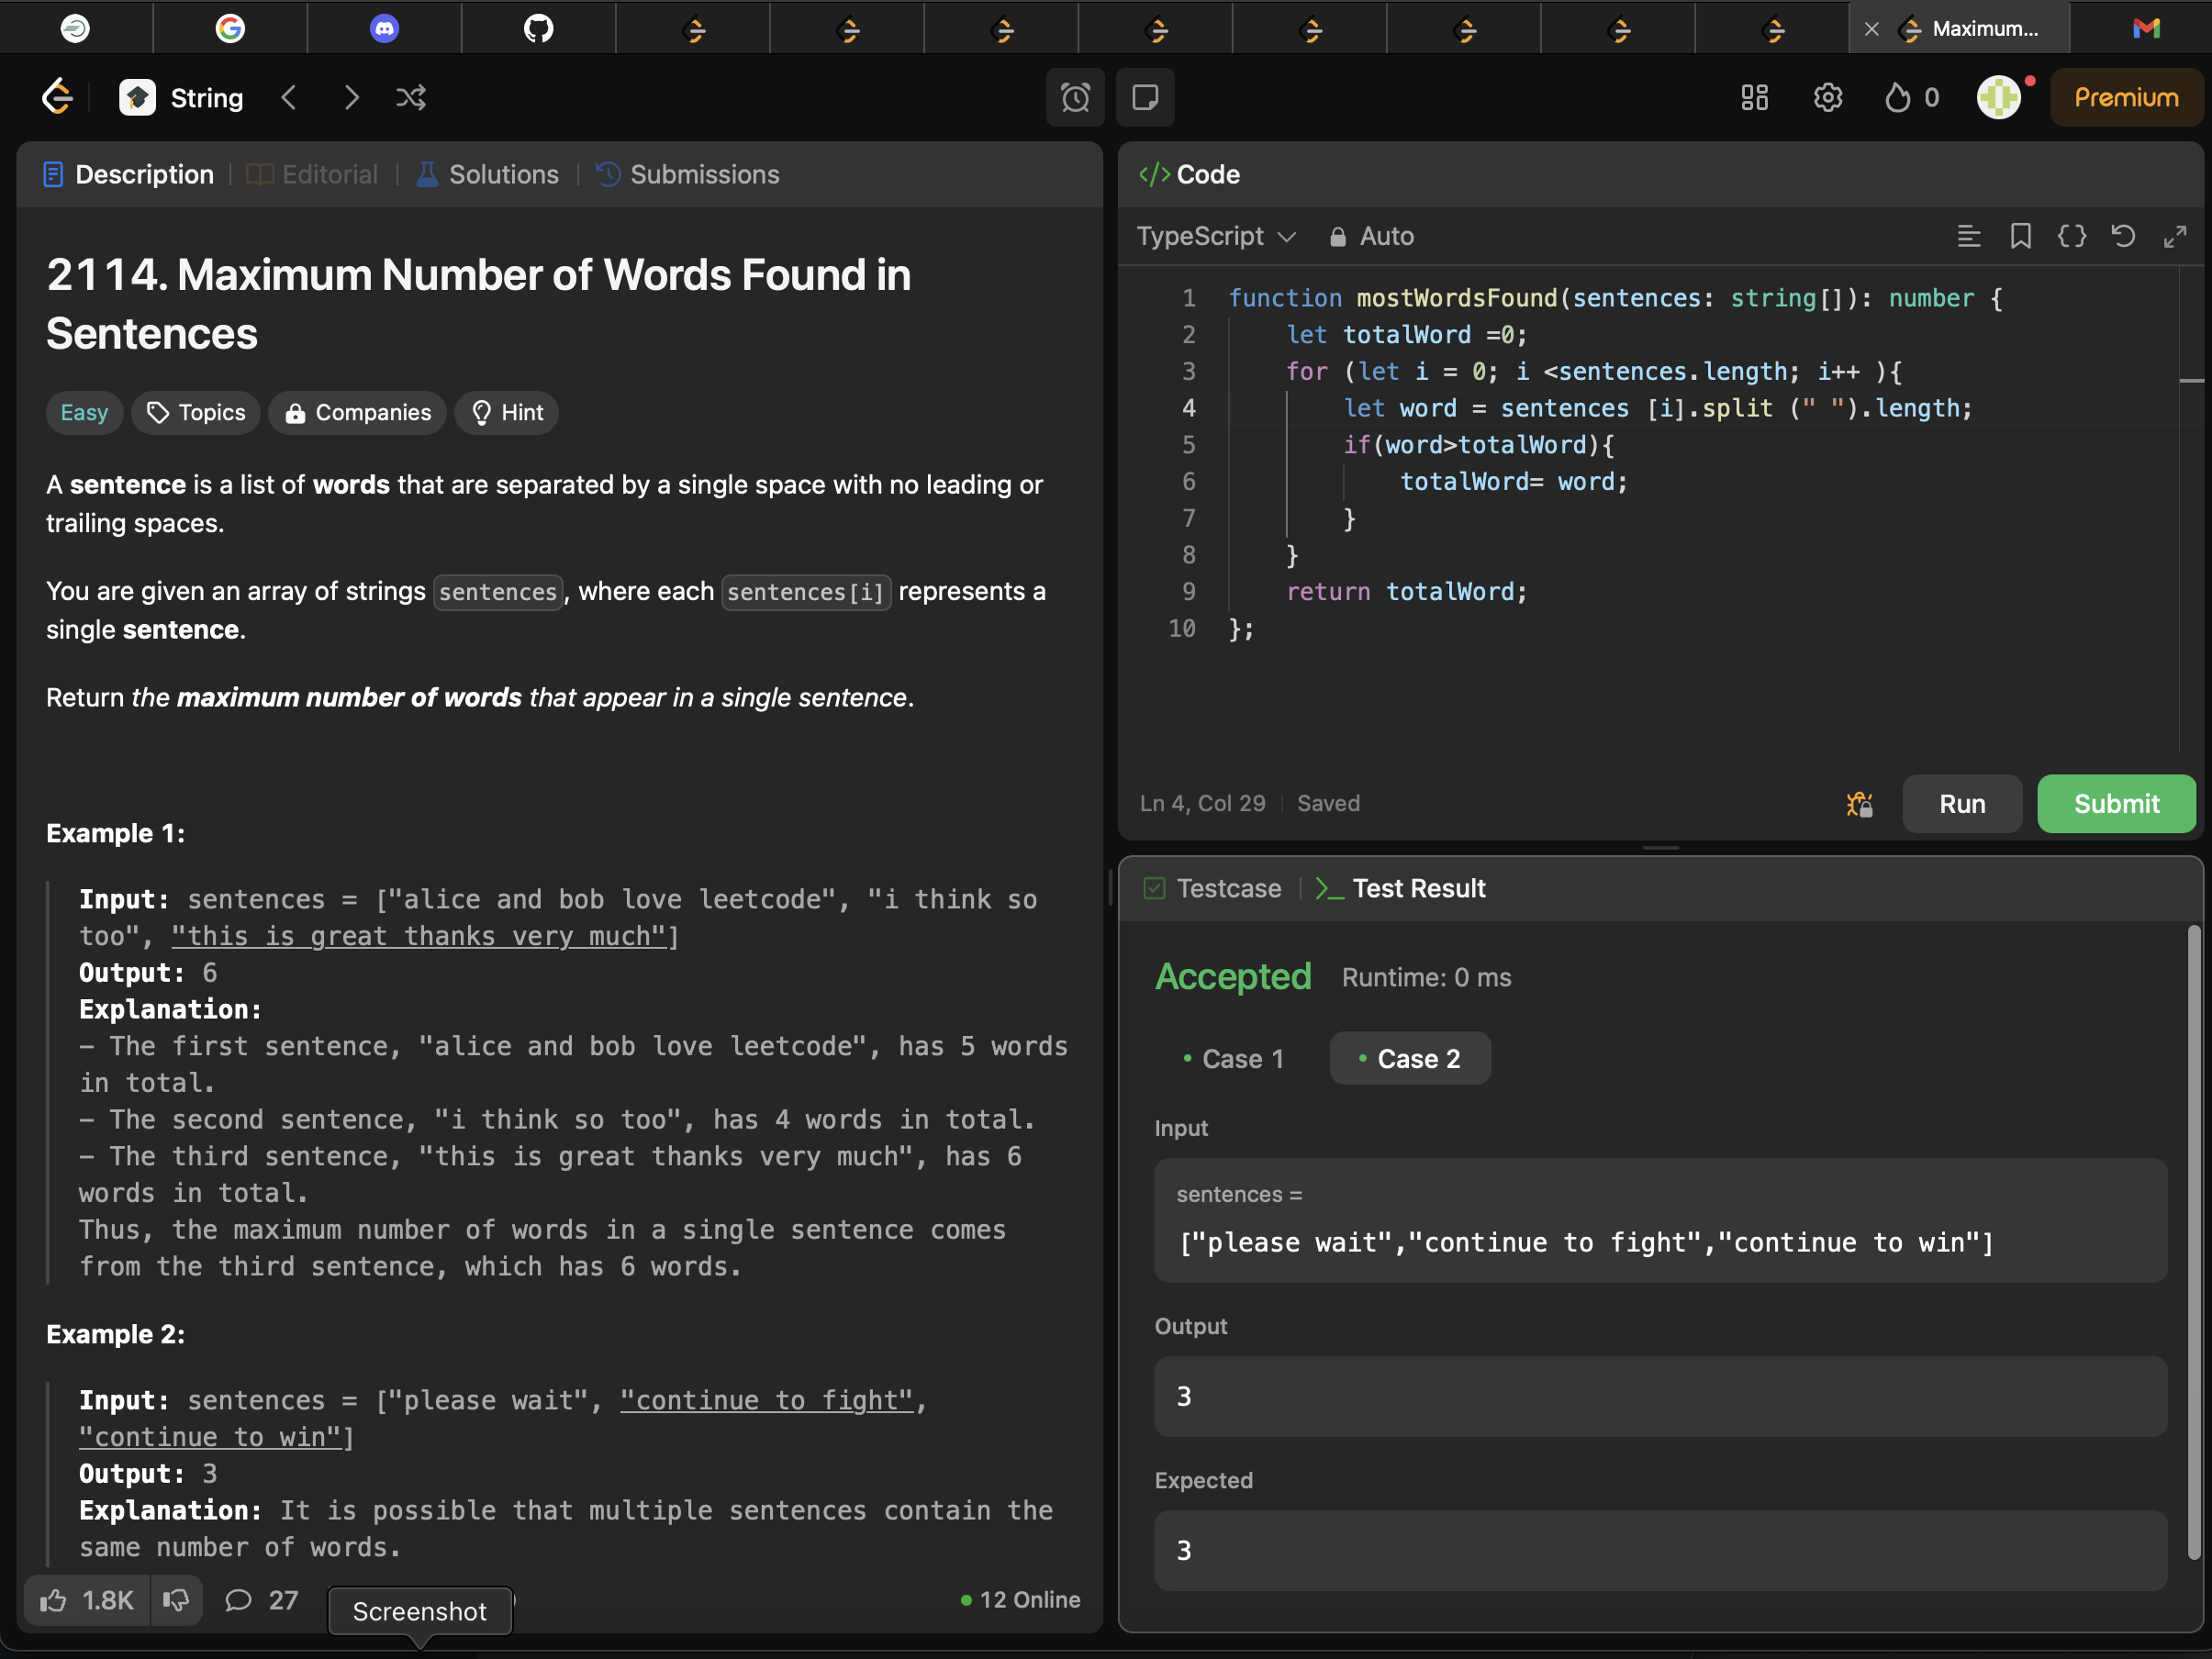 Maximum...
String
0
Premium
Description
Editorial
Solutions
Submissions
2114. Maximum Number of Words Found in
Sentences
Easy
Topics
Companies
Hint
A sentence is a list of words that are separated by a single space with no leading or
trailing spaces.
You are given an array of strings sentences, where each sentences[i] represents a
single sentence.
Return the maximum number of words that appear in a single sentence.
Example 1:
Input: sentences = ["alice and bob love leetcode", "i think so
too", "this is great thanks very much"]
Output: 6
Explanation:
- The first sentence, "alice and bob love leetcode", has 5 words
in total.
- The second sentence, "i think so too", has 4 words in total.
- The third sentence, "this is great thanks very much", has 6
words in total.
Thus, the maximum number of words in a single sentence comes
from the third sentence, which has 6 words.
Example 2:
Input: sentences = ["please wait", "continue to fight",
"continue to win"]
Output: 3
Explanation: It is possible that multiple sentences contain the
same number of words.
1.8K
27
Screenshot
12 Online
</> Code
TypeScript
Auto
1 function mostWordsFound(sentences: string[]): number {
2 let totalWord =0;
3 for (let i = 0; i <sentences.length; i++ ){
4 let word = sentences [i].split (" ").length;
5 if(word>totalWord){
6 totalWord= word;
7 }
8 }
9 return totalWord;
10 };
Ln 4, Col 29
Saved
Run
Submit
Testcase
Test Result
Accepted
Runtime: 0 ms
Case 1
Case 2
Input
sentences =
["please wait","continue to fight","continue to win"]
Output
3
Expected
3